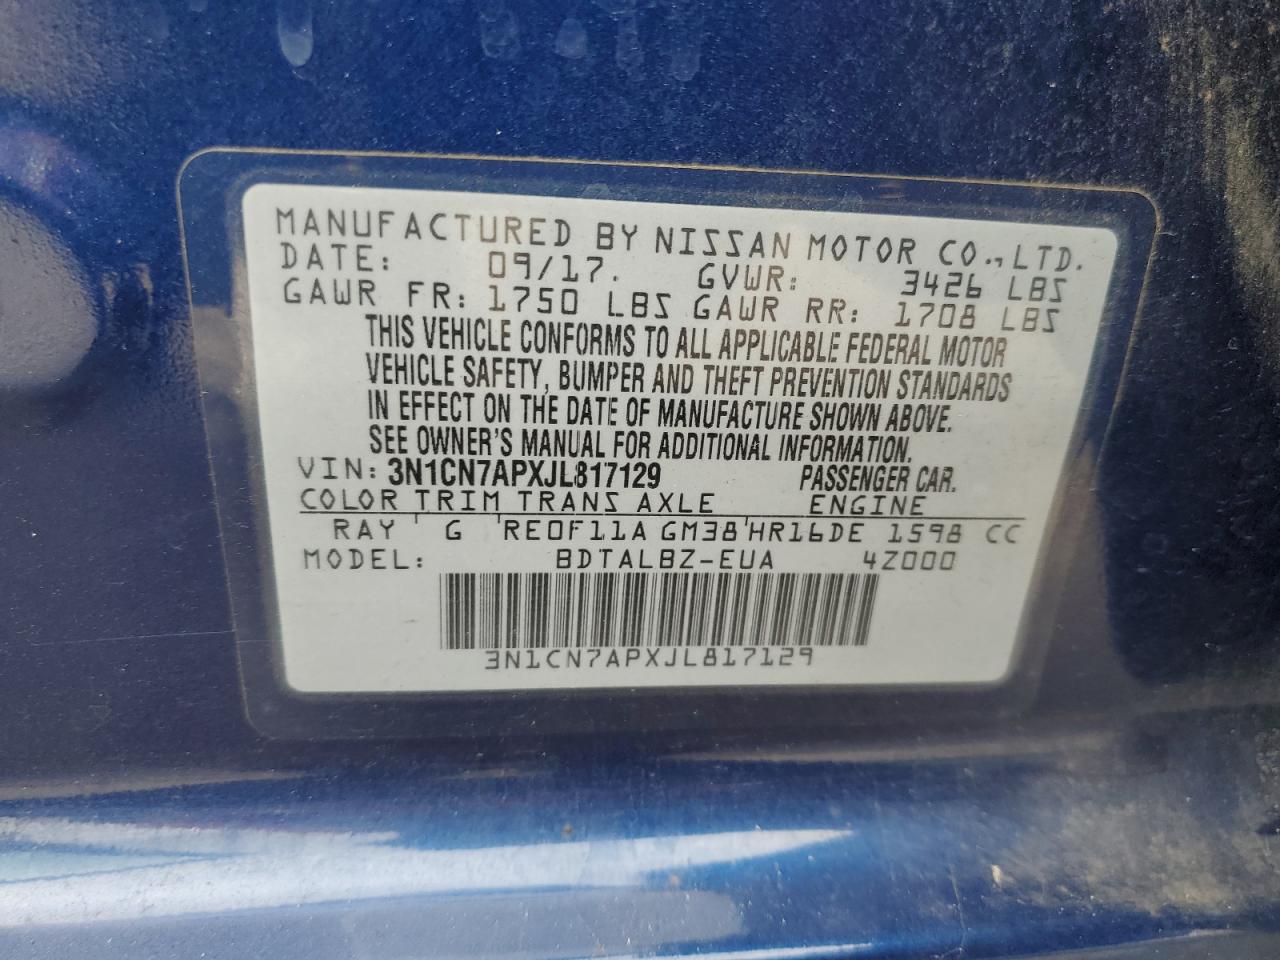 MANUFACTURED BY NISSAN MOTOR CO., LTD.
DATE: 09/17. GVWR: 3426 LBS
GAWR FR: 1750 LBS GAWR RR: 1708 LBS
THIS VEHICLE CONFORMS TO ALL APPLICABLE FEDERAL MOTOR
VEHICLE SAFETY, BUMPER AND THEFT PREVENTION STANDARDS
IN EFFECT ON THE DATE OF MANUFACTURE SHOWN ABOVE.
SEE OWNER'S MANUAL FOR ADDITIONAL INFORMATION.
VIN: 3N1CN7APXJL817129 PASSENGER CAR.
COLOR TRIM TRANS AXLE ENGINE
RAY ' G ' RE0F11A GM38 ' HR16DE 1598 CC
MODEL: BDTALBZ-EUA 4Z000
3N1CN7APXJL817129